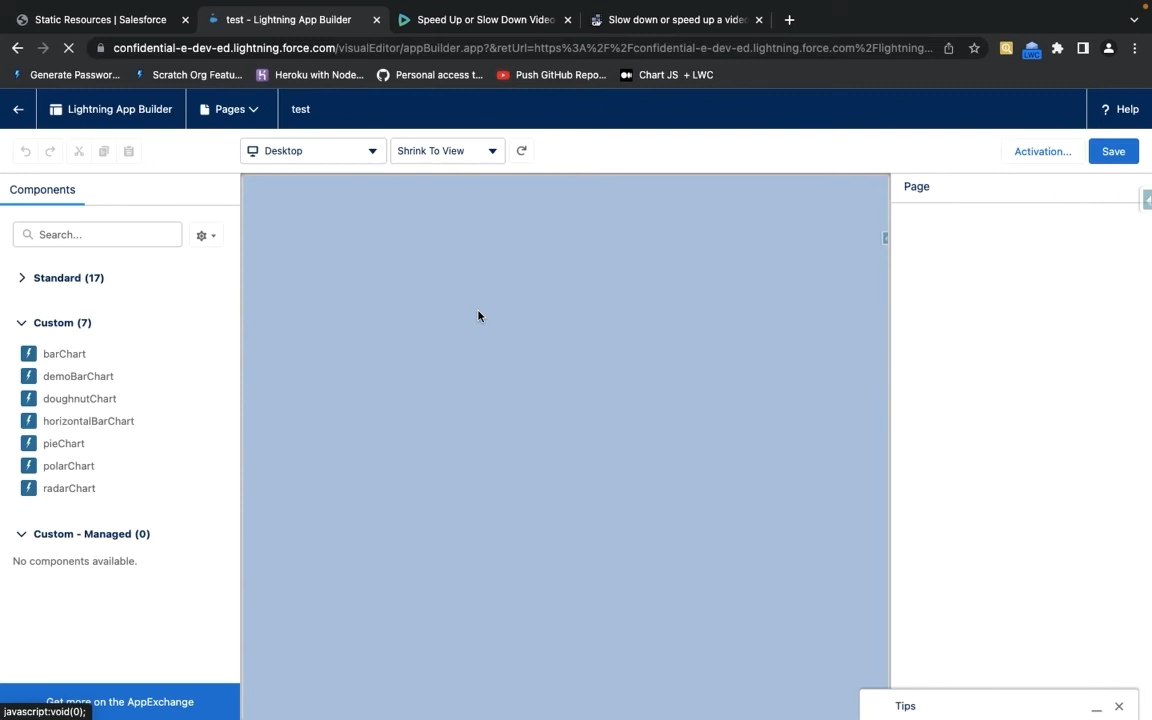 Static Resources | Salesforce
test - Lightning App Builder
Speed Up or Slow Down Video
Slow down or speed up a video
confidential-e-dev-ed.lightning.force.com/visualEditor/appBuilder.app?&retUrl=https%3A%2F%2Fconfidential-e-dev-ed.lightning.force.com%2Flightning...
Generate Passwor...
Scratch Org Featu...
Heroku with Node...
Personal access t...
Push GitHub Repo...
Chart JS + LWC
LWC
Lightning App Builder
Pages
test
? Help
Desktop
Shrink To View
Activation...
Save
Components
Page
Search...
Standard (17)
Custom (7)
barChart
demoBarChart
doughnutChart
horizontalBarChart
pieChart
polarChart
radarChart
Custom - Managed (0)
No components available.
Get more on the AppExchange
javascript:void(0);
Tips